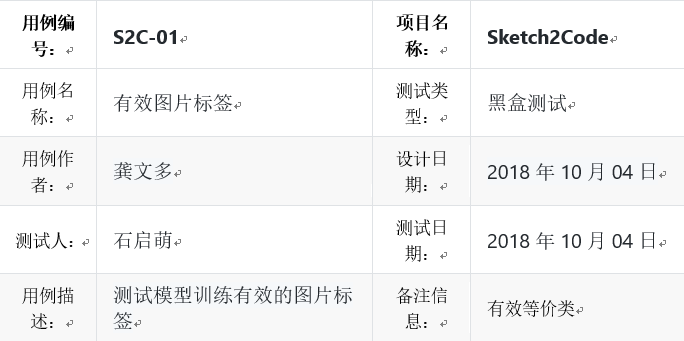 用例编
号：
S2C-01
项目名
称：
Sketch2Code
用例名
称：
有效图片标签
测试类
型：
黑盒测试
用例作
者：
龚文多
设计日
期：
2018 年 10 月 04 日
测试人：
石启萌
测试日
期：
2018 年 10 月 04 日
用例描
述：
测试模型训练有效的图片标
签
备注信
息：
有效等价类